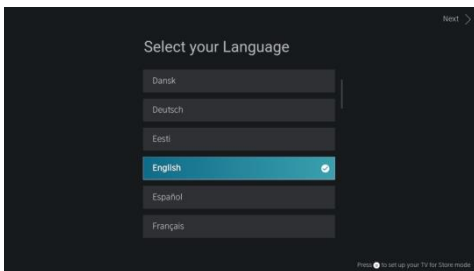 Next
Select your Language
Dansk
Deutsch
Eesti
English
Español
Français
Press to set up your TV for Store mode